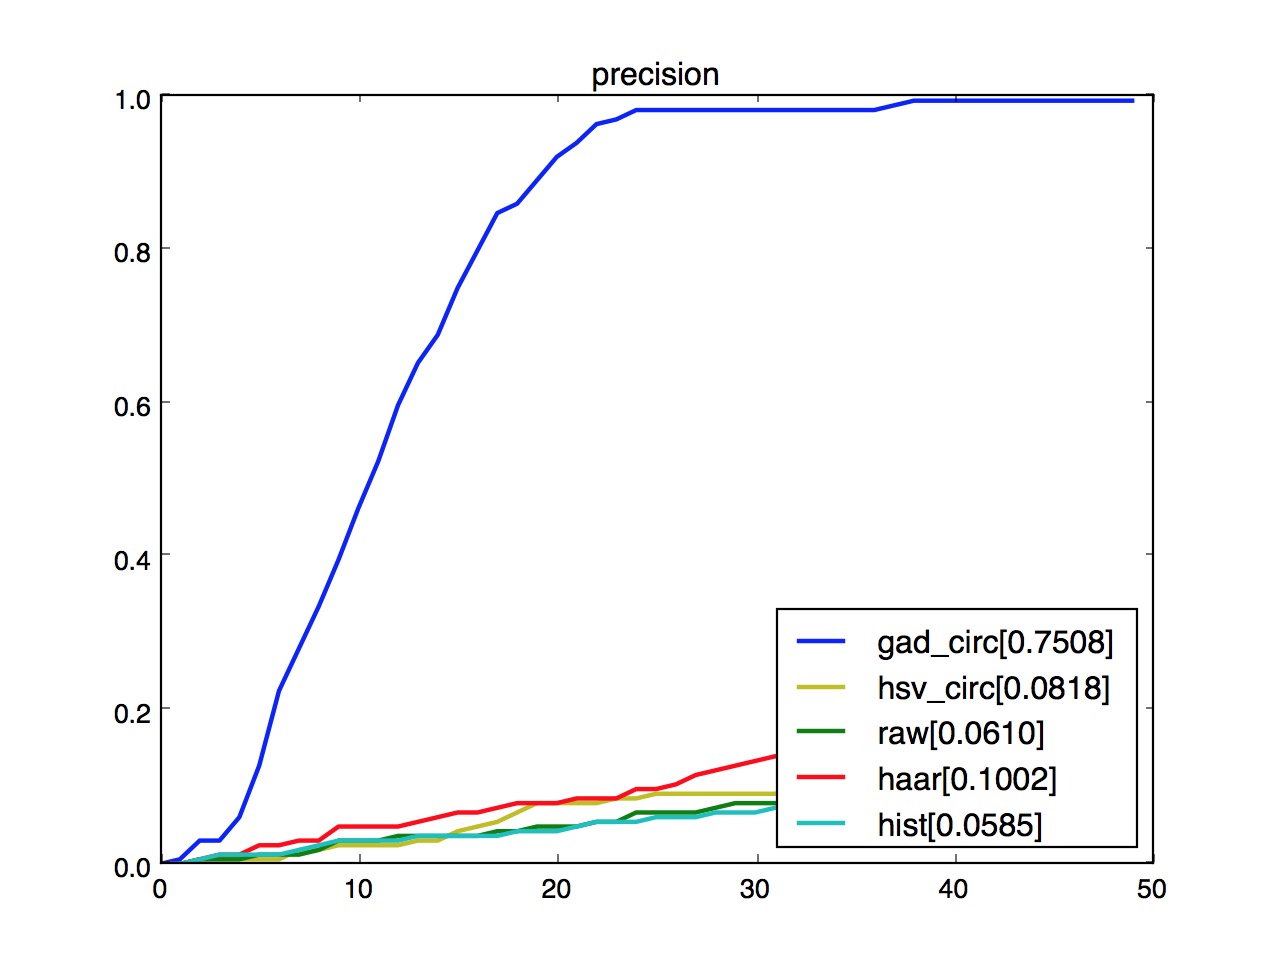 precision
1.0
0.8
0.6
0.4
0.2
0.0
0 10 20 30 40 50
gad_circ[0.7508]
hsv_circ[0.0818]
raw[0.0610]
haar[0.1002]
hist[0.0585]